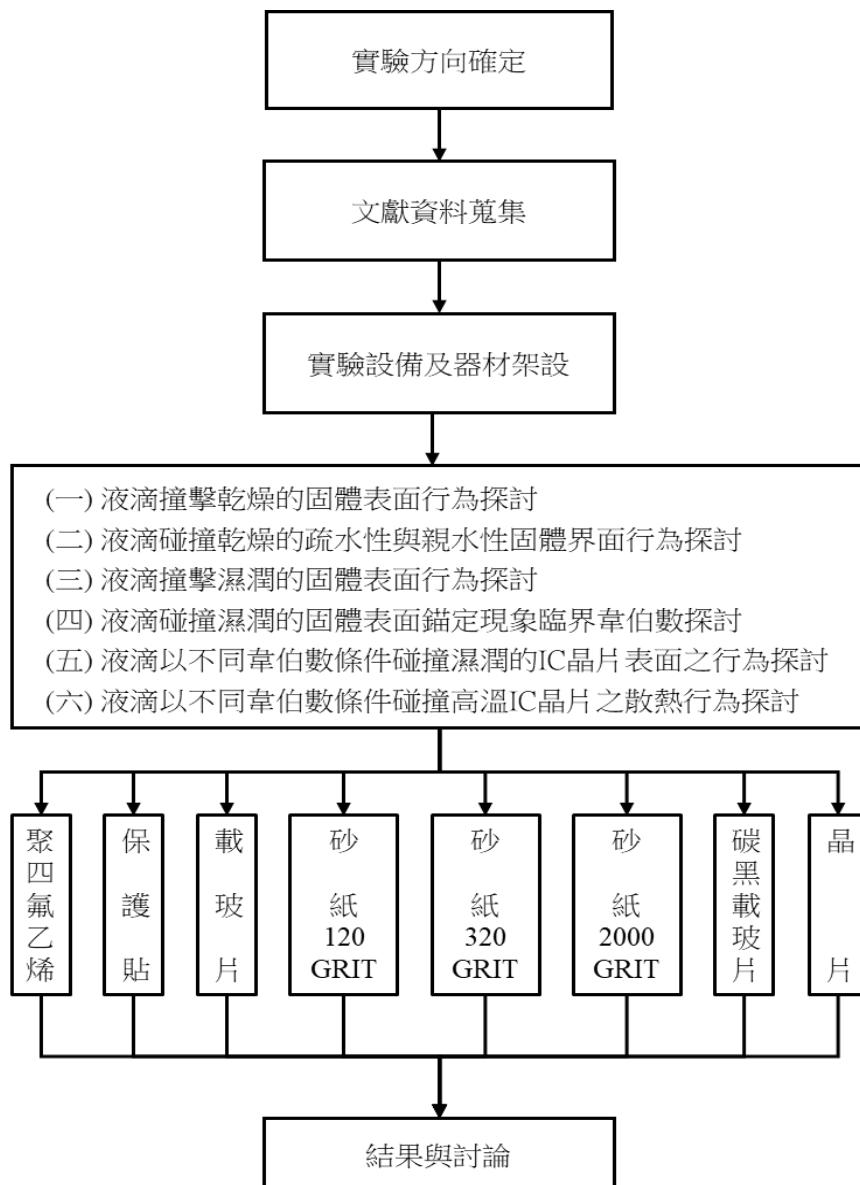 實驗方向確定
文獻資料蒐集
實驗設備及器材架設
(一) 液滴撞擊乾燥的固體表面行為探討
(二) 液滴碰撞乾燥的疏水性與親水性固體界面行為探討
(三) 液滴撞擊濕潤的固體表面行為探討
(四) 液滴碰撞濕潤的固體表面錨定現象臨界韋伯數探討
(五) 液滴以不同韋伯數條件碰撞濕潤的IC晶片表面之行為探討
(六) 液滴以不同韋伯數條件碰撞高溫IC晶片之散熱行為探討
聚四氟乙烯
保護貼
載玻片
砂紙
120
GRIT
砂紙
320
GRIT
砂紙
2000
GRIT
碳黑載玻片
晶片
結果與討論